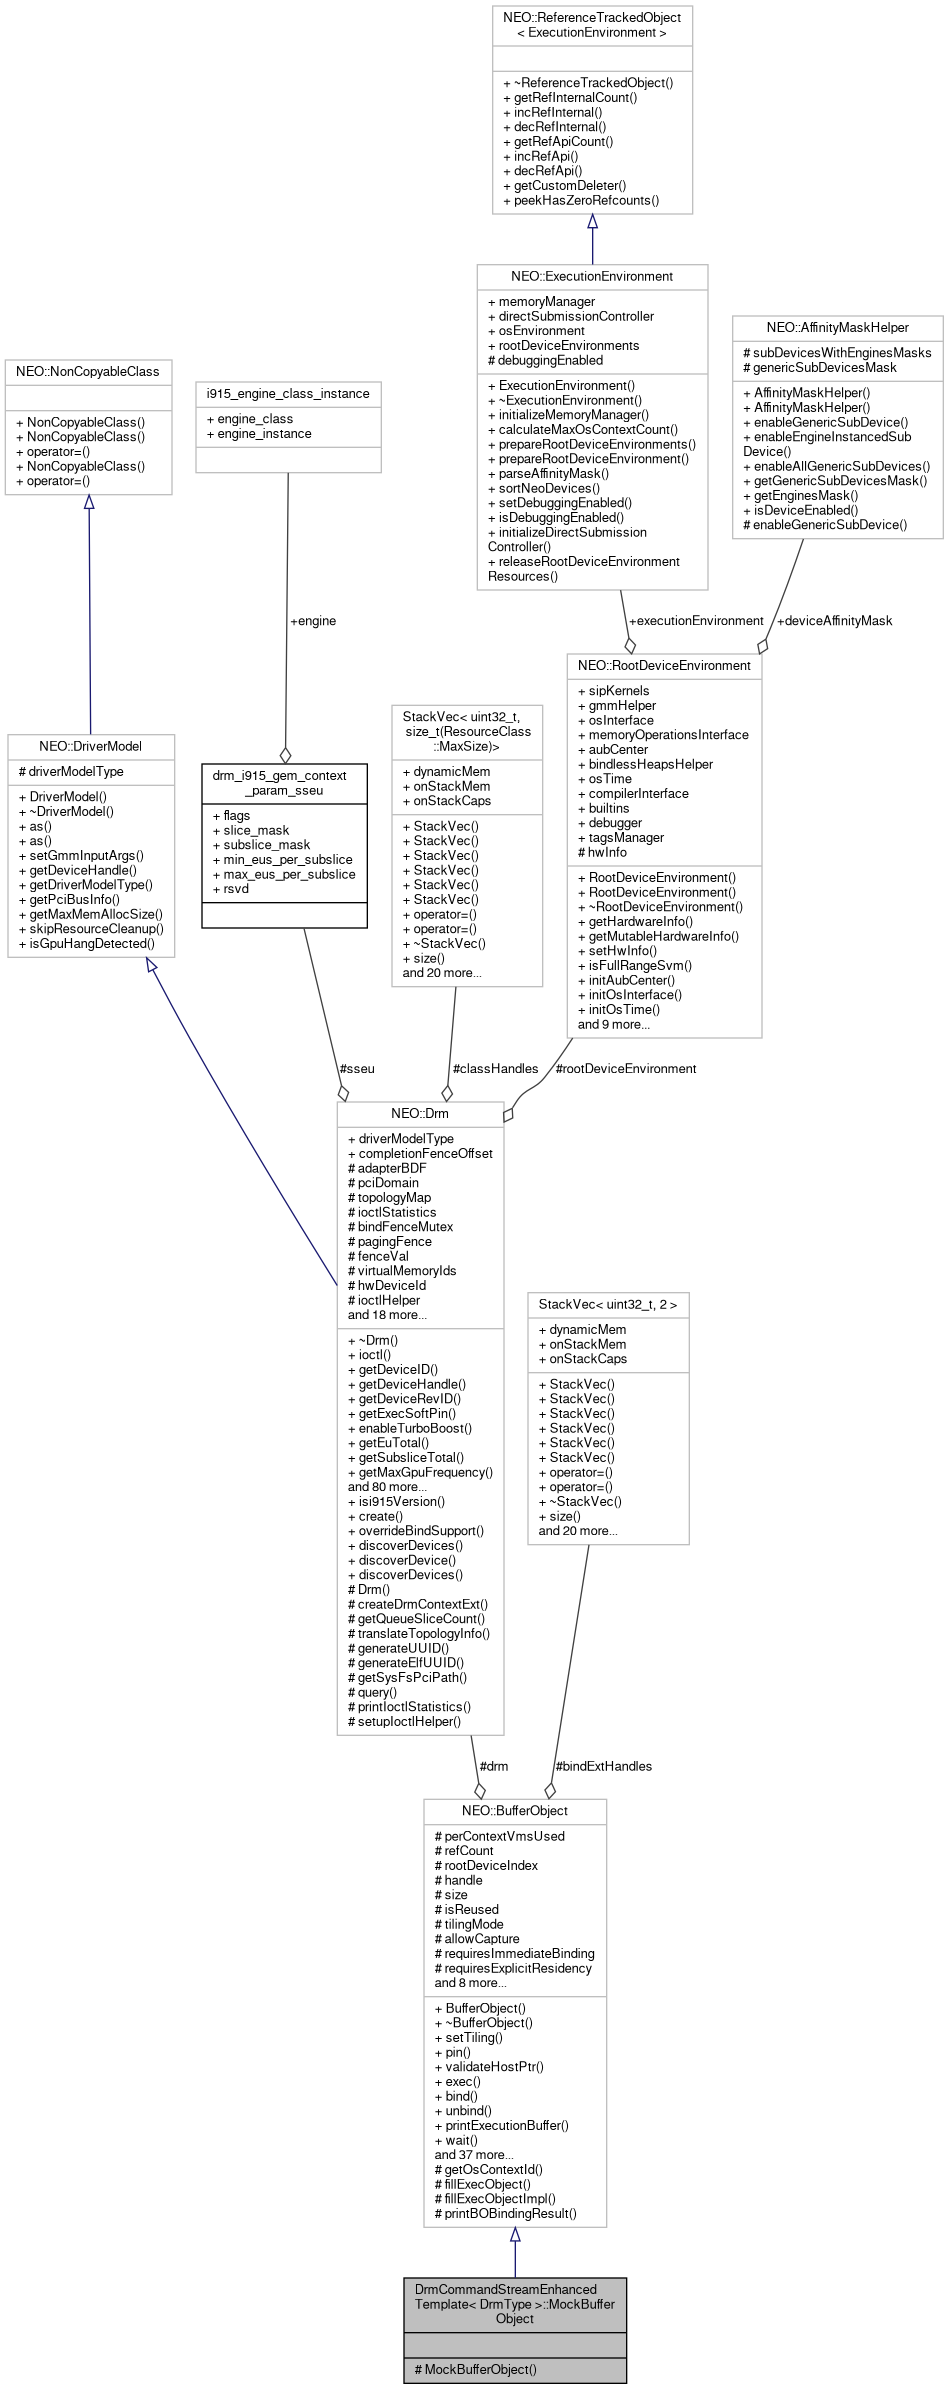 NEO::ReferenceTrackedObject
< ExecutionEnvironment >
+ ~ReferenceTrackedObject()
+ getRefInternalCount()
+ incRefInternal()
+ decRefInternal()
+ getRefApiCount()
+ incRefApi()
+ decRefApi()
+ getCustomDeleter()
+ peekHasZeroRefcounts()
NEO::ExecutionEnvironment
+ memoryManager
+ directSubmissionController
+ osEnvironment
+ rootDeviceEnvironments
# debuggingEnabled
+ ExecutionEnvironment()
+ ~ExecutionEnvironment()
+ initializeMemoryManager()
+ calculateMaxOsContextCount()
+ prepareRootDeviceEnvironments()
+ prepareRootDeviceEnvironment()
+ parseAffinityMask()
+ sortNeoDevices()
+ setDebuggingEnabled()
+ isDebuggingEnabled()
+ initializeDirectSubmission
Controller()
+ releaseRootDeviceEnvironment
Resources()
NEO::AffinityMaskHelper
# subDevicesWithEnginesMasks
# genericSubDevicesMask
+ AffinityMaskHelper()
+ AffinityMaskHelper()
+ enableGenericSubDevice()
+ enableEngineInstancedSub
Device()
+ enableAllGenericSubDevices()
+ getGenericSubDevicesMask()
+ getEnginesMask()
+ isDeviceEnabled()
# enableGenericSubDevice()
NEO::NonCopyableClass
+ NonCopyableClass()
+ NonCopyableClass()
+ operator=()
+ NonCopyableClass()
+ operator=()
i915_engine_class_instance
+ engine_class
+ engine_instance
+engine
+executionEnvironment
+deviceAffinityMask
NEO::RootDeviceEnvironment
+ sipKernels
+ gmmHelper
+ osInterface
+ memoryOperationsInterface
+ aubCenter
+ bindlessHeapsHelper
+ osTime
+ compilerInterface
+ builtins
+ debugger
+ tagsManager
# hwInfo
+ RootDeviceEnvironment()
+ RootDeviceEnvironment()
+ ~RootDeviceEnvironment()
+ getHardwareInfo()
+ getMutableHardwareInfo()
+ setHwInfo()
+ isFullRangeSvm()
+ initAubCenter()
+ initOsInterface()
+ initOsTime()
and 9 more...
StackVec< uint32_t,
size_t(ResourceClass
::MaxSize)>
+ dynamicMem
+ onStackMem
+ onStackCaps
+ StackVec()
+ StackVec()
+ StackVec()
+ StackVec()
+ StackVec()
+ StackVec()
+ operator=()
+ operator=()
+ ~StackVec()
+ size()
and 20 more...
NEO::DriverModel
# driverModelType
+ DriverModel()
+ ~DriverModel()
+ as()
+ as()
+ setGmmInputArgs()
+ getDeviceHandle()
+ getDriverModelType()
+ getPciBusInfo()
+ getMaxMemAllocSize()
+ skipResourceCleanup()
+ isGpuHangDetected()
drm_i915_gem_context
_param_sseu
+ flags
+ slice_mask
+ subslice_mask
+ min_eus_per_subslice
+ max_eus_per_subslice
+ rsvd
#sseu
#classHandles
#rootDeviceEnvironment
NEO::Drm
+ driverModelType
+ completionFenceOffset
# adapterBDF
# pciDomain
# topologyMap
# ioctlStatistics
# bindFenceMutex
# pagingFence
# fenceVal
# virtualMemoryIds
# hwDeviceId
# ioctlHelper
and 18 more...
+ ~Drm()
+ ioctl()
+ getDeviceID()
+ getDeviceHandle()
+ getDeviceRevID()
+ getExecSoftPin()
+ enableTurboBoost()
+ getEuTotal()
+ getSubsliceTotal()
+ getMaxGpuFrequency()
and 80 more...
+ isi915Version()
+ create()
+ overrideBindSupport()
+ discoverDevices()
+ discoverDevice()
+ discoverDevices()
# Drm()
# createDrmContextExt()
# getQueueSliceCount()
# translateTopologyInfo()
# generateUUID()
# generateElfUUID()
# getSysFsPciPath()
# query()
# printIoctlStatistics()
# setupIoctlHelper()
StackVec< uint32_t, 2 >
+ dynamicMem
+ onStackMem
+ onStackCaps
+ StackVec()
+ StackVec()
+ StackVec()
+ StackVec()
+ StackVec()
+ StackVec()
+ operator=()
+ operator=()
+ ~StackVec()
+ size()
and 20 more...
#drm
#bindExtHandles
NEO::BufferObject
# perContextVmsUsed
# refCount
# rootDeviceIndex
# handle
# size
# isReused
# tilingMode
# allowCapture
# requiresImmediateBinding
# requiresExplicitResidency
and 8 more...
+ BufferObject()
+ ~BufferObject()
+ setTiling()
+ pin()
+ validateHostPtr()
+ exec()
+ bind()
+ unbind()
+ printExecutionBuffer()
+ wait()
and 37 more...
# getOsContextId()
# fillExecObject()
# fillExecObjectImpl()
# printBOBindingResult()
DrmCommandStreamEnhanced
Template< DrmType >::MockBuffer
Object
# MockBufferObject()